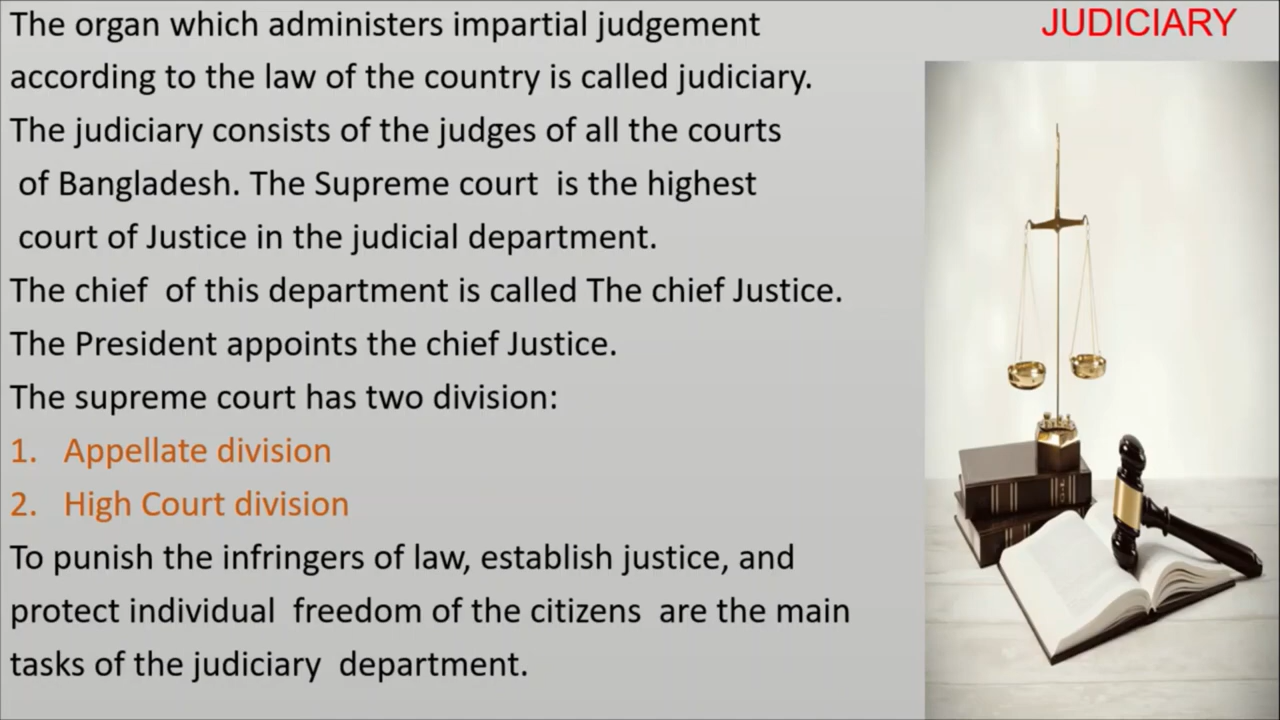 JUDICIARY
The organ which administers impartial judgement
according to the law of the country is called judiciary.
The judiciary consists of the judges of all the courts
of Bangladesh. The Supreme court  is the highest
court of Justice in the judicial department.
The chief  of this department is called The chief Justice.
The President appoints the chief Justice.
The supreme court has two division:
1. Appellate division
2. High Court division
To punish the infringers of law, establish justice, and
protect individual  freedom of the citizens  are the main
tasks of the judiciary  department.